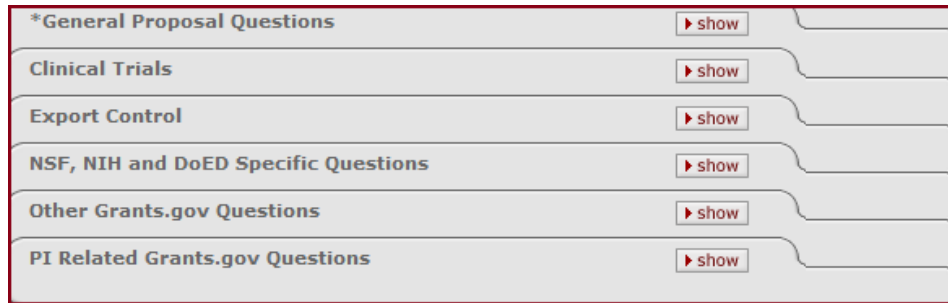 *General Proposal Questions show
Clinical Trials show
Export Control show
NSF, NIH and DoED Specific Questions show
Other Grants.gov Questions show
PI Related Grants.gov Questions show